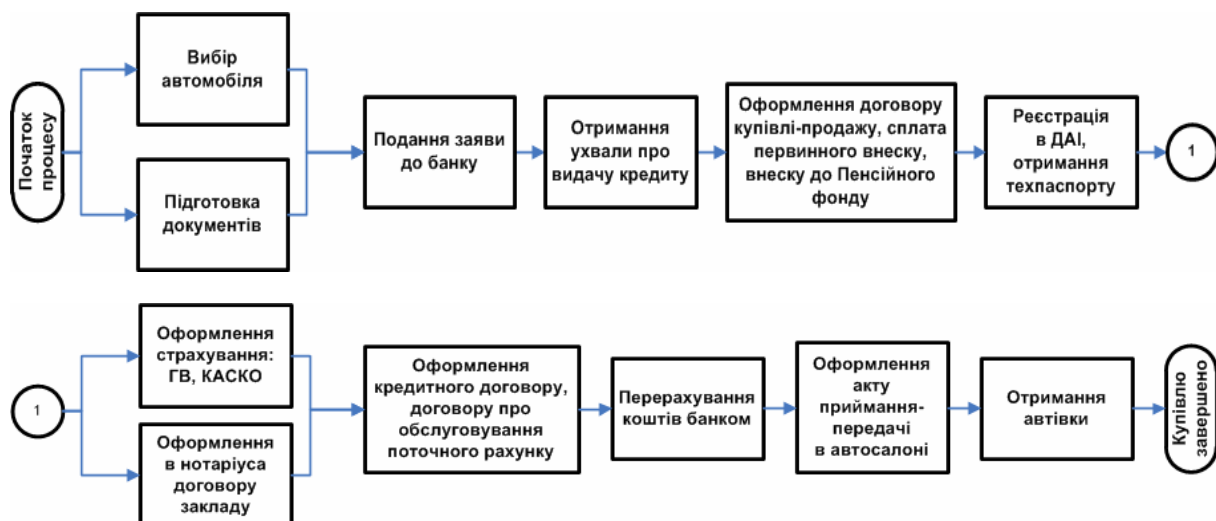 Початок
процесу
Вибір
автомобіля
Підготовка
документів
Подання заяви
до банку
Отримання
ухвали про
видачу кредиту
Оформлення договору
купівлі-продажу, сплата
первинного внеску,
внеску до Пенсійного
фонду
Реєстрація
в ДАІ,
отримання
техпаспорту
1
1
Оформлення
страхування:
ГВ, КАСКО
Оформлення
в нотаріуса
договору
закладу
Оформлення
кредитного договору,
договору про
обслуговування
поточного рахунку
Перерахування
коштів банком
Оформлення
акту
приймання-
передачі
в автосалоні
Отримання
автівки
Купівлю
завершено